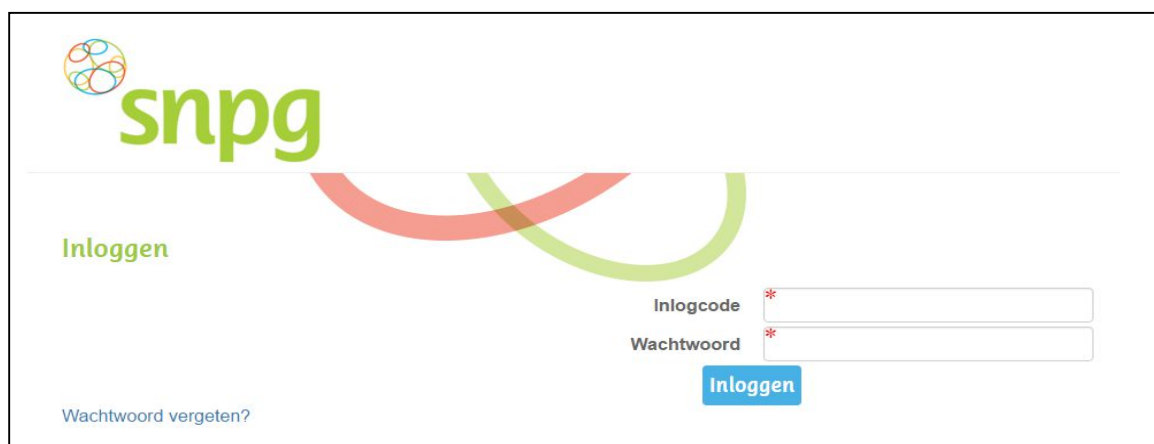 snpg
Inloggen
Inlogcode *
Wachtwoord *
Inloggen
Wachtwoord vergeten?